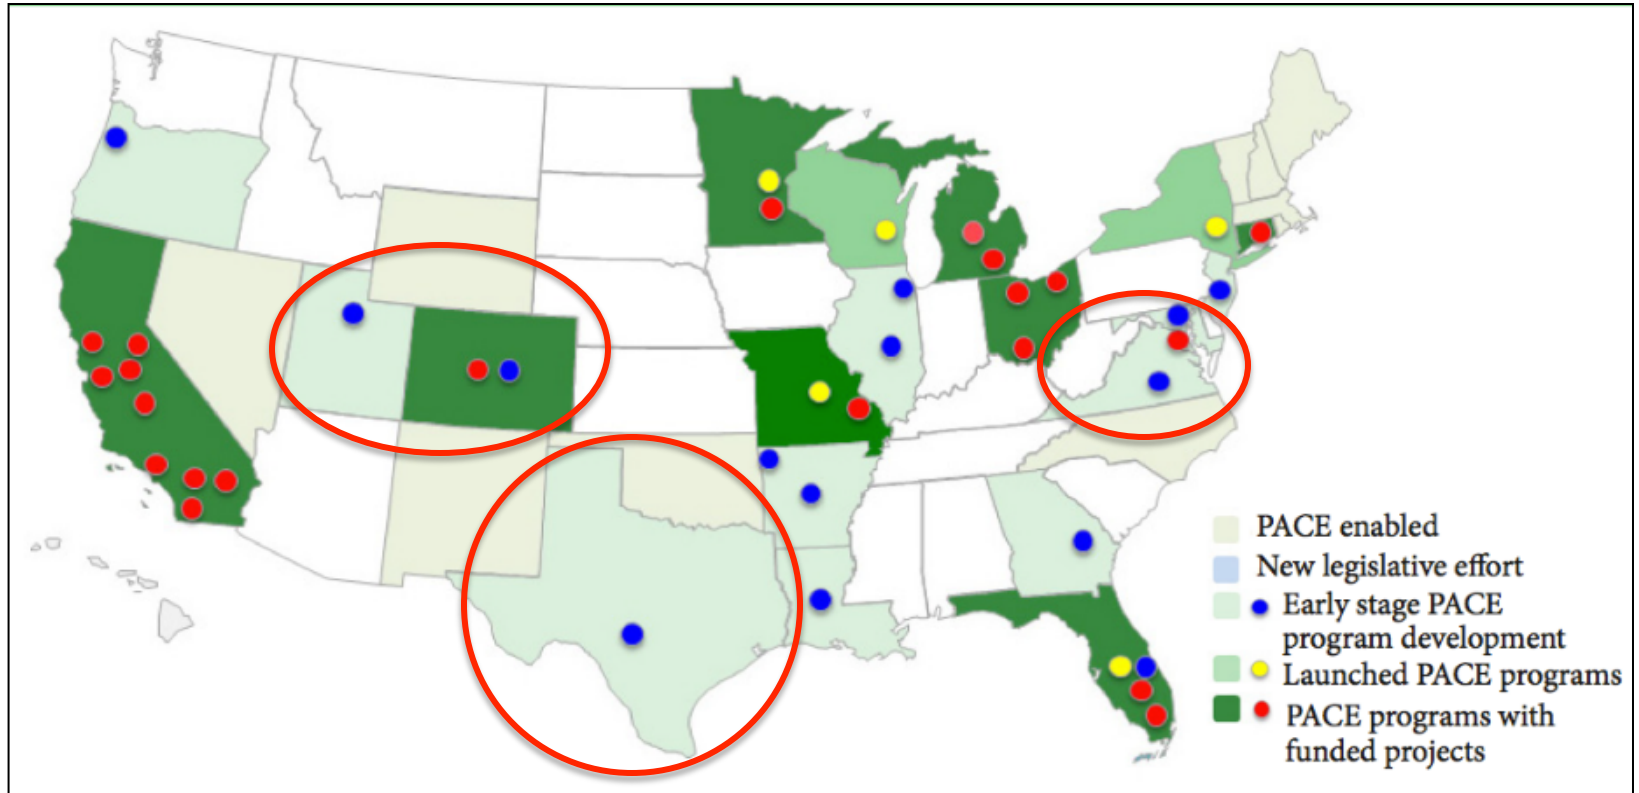 PACE enabled
New legislative effort
Early stage PACE
program development
Launched PACE programs
PACE programs with
funded projects